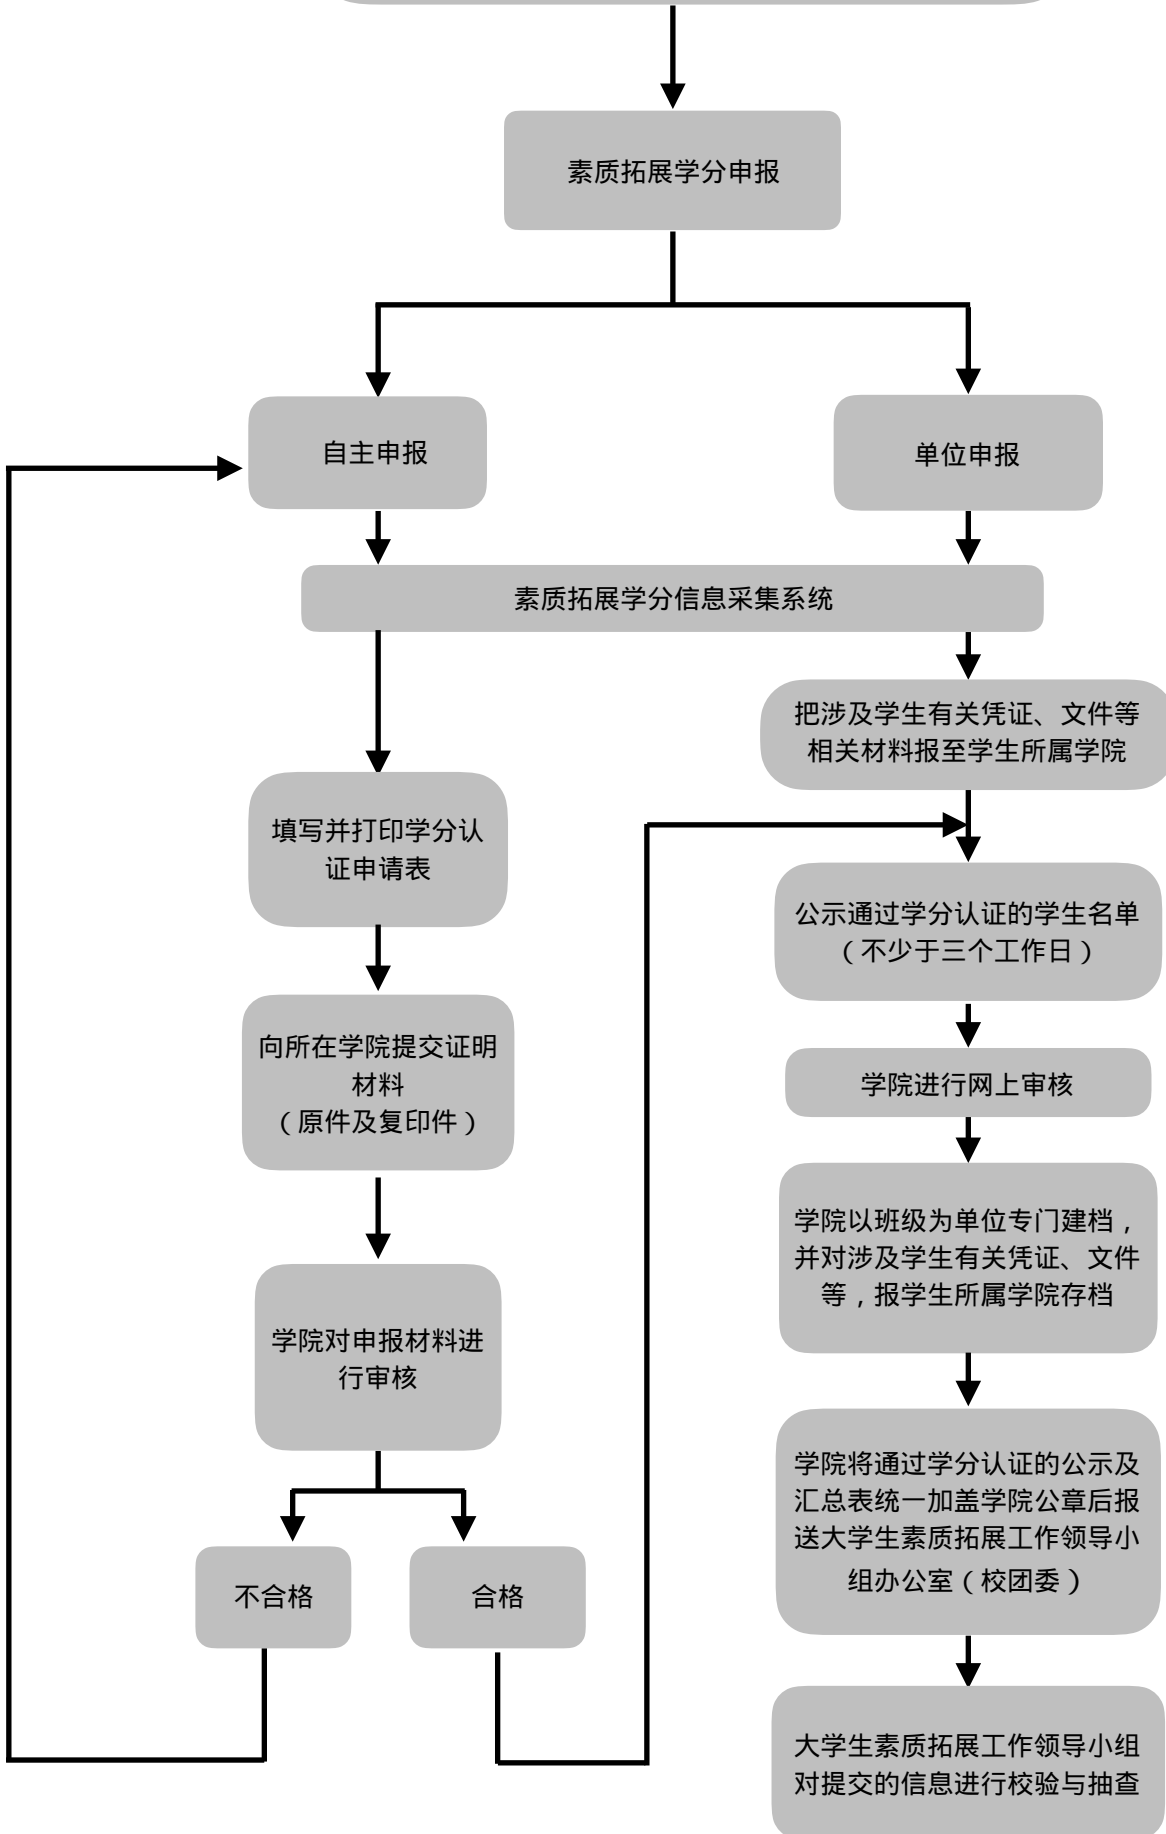 素质拓展学分申报
自主申报
单位申报
素质拓展学分信息采集系统
把涉及学生有关凭证、文件等
相关材料报至学生所属学院
填写并打印学分认
证申请表
公示通过学分认证的学生名单
（不少于三个工作日）
向所在学院提交证明
材料
（原件及复印件）
学院进行网上审核
学院以班级为单位专门建档，
并对涉及学生有关凭证、文件
等，报学生所属学院存档
学院对申报材料进
行审核
学院将通过学分认证的公示及
汇总表统一加盖学院公章后报
送大学生素质拓展工作领导小
组办公室（校团委）
不合格
合格
大学生素质拓展工作领导小组
对提交的信息进行校验与抽查